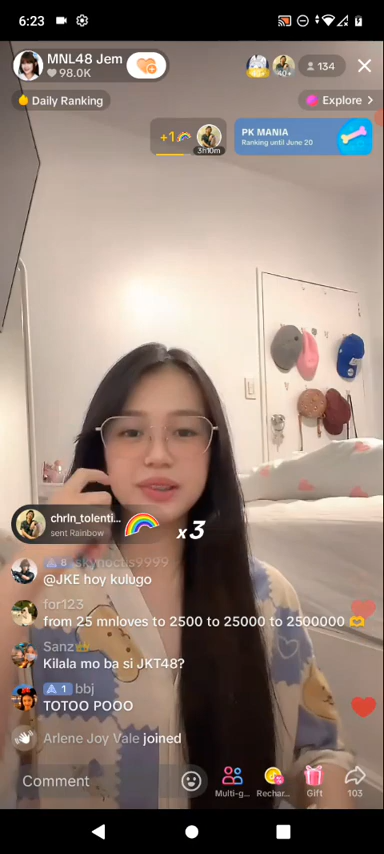 6:23
MNL48 Jem
98.0K
40+
134
Daily Ranking
Explore >
+1
3h10m
PK MANIA
Ranking until June 20
chrln_tolenti...
sent Rainbow
x3
8 skynocturs9999
@JKE hoy kulugo
for123
from 25 mnloves to 2500 to 25000 to 2500000
Sanz
Kilala mo ba si JKT48?
1 bbj
TOTOO POOO
Arlene Joy Vale joined
Comment
Multi-g...
Rechar...
Gift
103